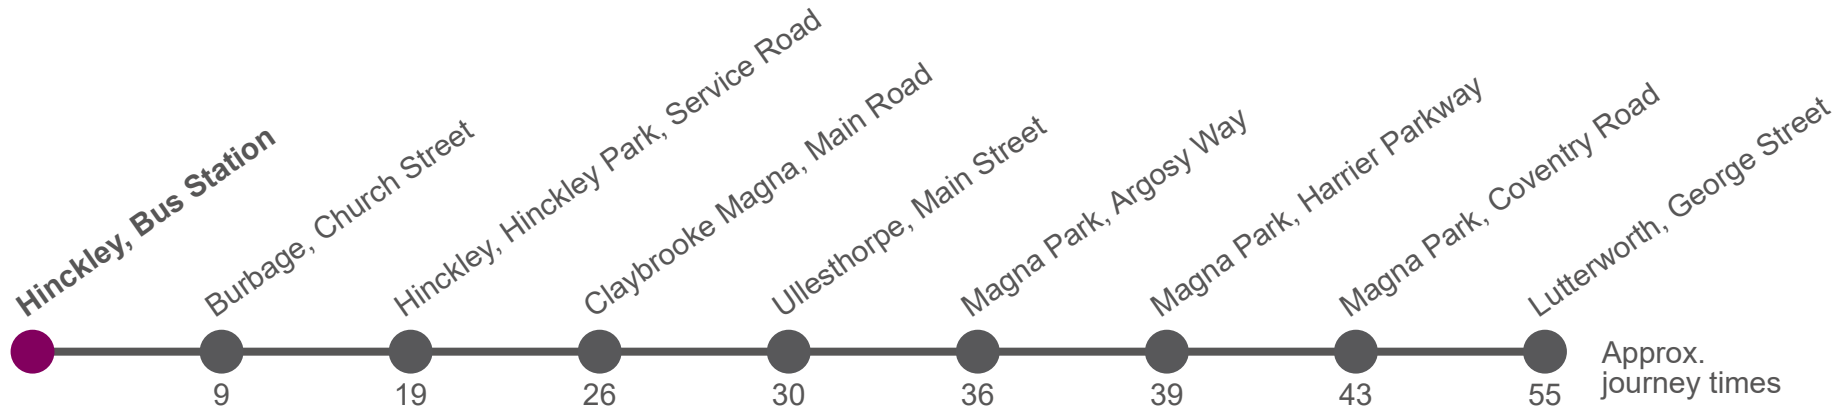 Hinckley, Bus Station
Burbage, Church Street
Hinckley, Hinckley Park, Service Road
Claybrooke Magna, Main Road
Ullesthorpe, Main Street
Magna Park, Argosy Way
Magna Park, Harrier Parkway
Magna Park, Coventry Road
Lutterworth, George Street
9 19 26 30 36 39 43 55
Approx.
journey times